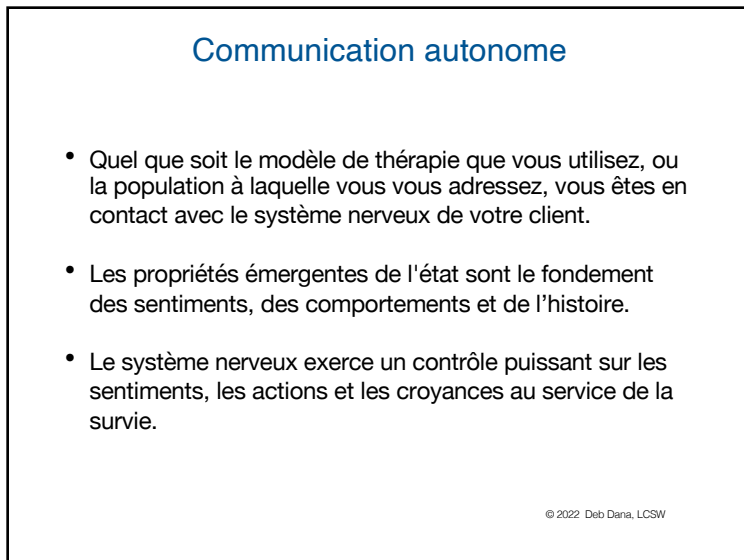 Communication autonome
• Quel que soit le modèle de thérapie que vous utilisez, ou
la population à laquelle vous vous adressez, vous êtes en
contact avec le système nerveux de votre client.
• Les propriétés émergentes de l'état sont le fondement
des sentiments, des comportements et de l’histoire.
• Le système nerveux exerce un contrôle puissant sur les
sentiments, les actions et les croyances au service de la
survie.
© 2022 Deb Dana, LCSW